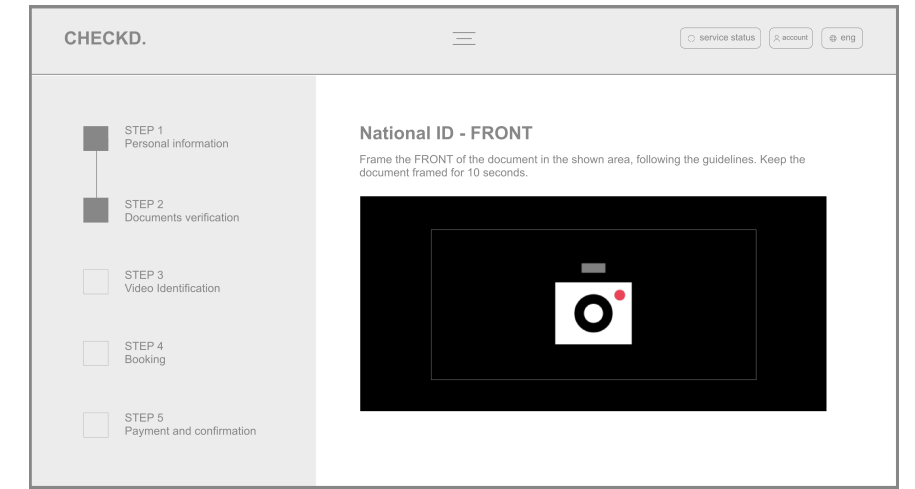 CHECKD.
service status
account
eng
STEP 1
Personal information
STEP 2
Documents verification
STEP 3
Video Identification
STEP 4
Booking
STEP 5
Payment and confirmation
National ID - FRONT
Frame the FRONT of the document in the shown area, following the guidelines. Keep the
document framed for 10 seconds.